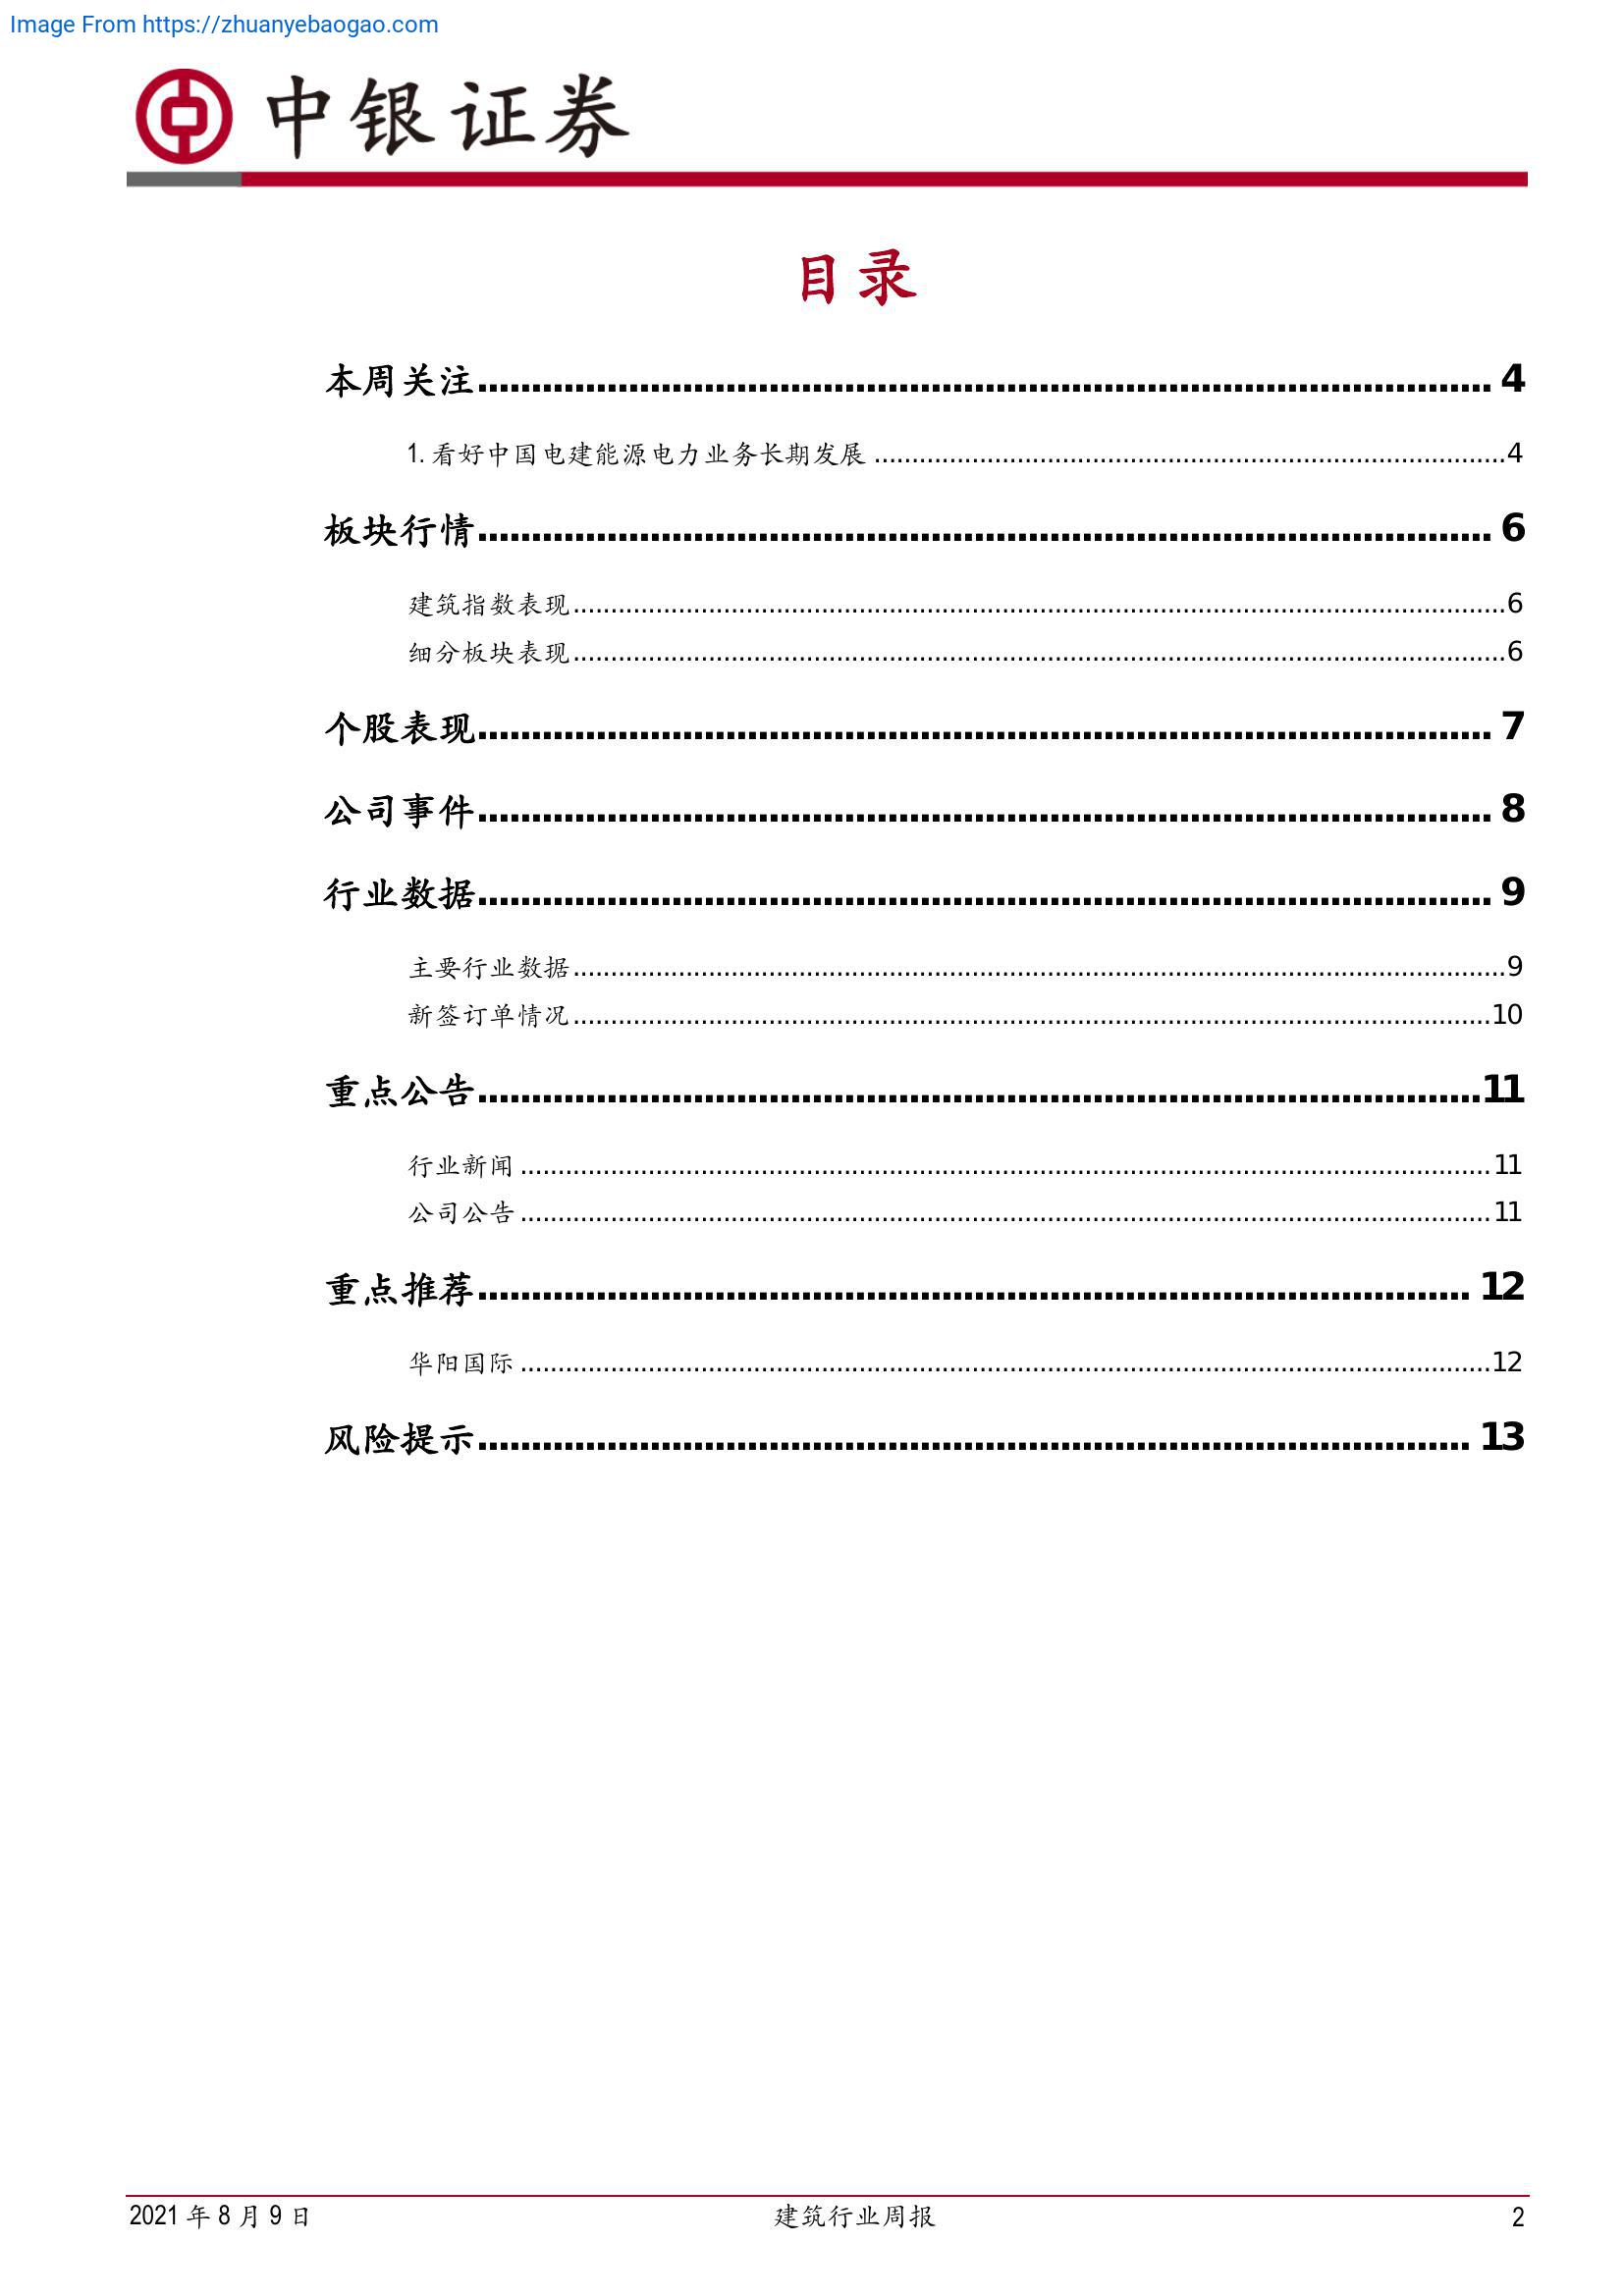 Image From https://zhuanyebaogao.com
中银证券
目录
本周关注........................................................................................................ 4
1. 看好中国电建能源电力业务长期发展 ....................................................................................4
板块行情........................................................................................................ 6
建筑指数表现............................................................................................................................6
细分板块表现............................................................................................................................6
个股表现........................................................................................................ 7
公司事件........................................................................................................ 8
行业数据........................................................................................................ 9
主要行业数据............................................................................................................................9
新签订单情况..........................................................................................................................10
重点公告........................................................................................................11
行业新闻 .................................................................................................................................11
公司公告 .................................................................................................................................11
重点推荐...................................................................................................... 12
华阳国际 .................................................................................................................................12
风险提示...................................................................................................... 13
2021 年 8 月 9 日 建筑行业周报 2